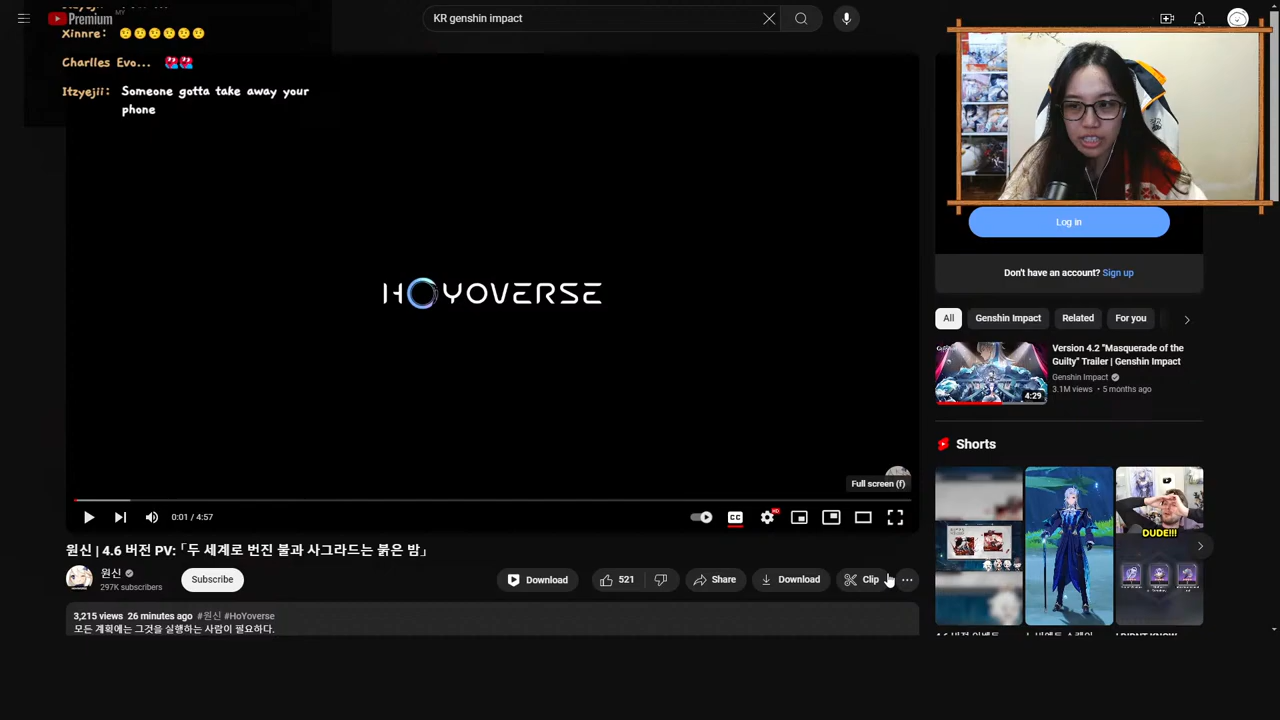 Premium MY
KR genshin impact
Xinnre:
Charlles Evo...
Itzyejii: Someone gotta take away your
phone
HOYOVERSE
Log in
Don't have an account? Sign up
All
Genshin Impact
Related
For you
Version 4.2 "Masquerade of the
Guilty" Trailer | Genshin Impact
Genshin Impact
3.1M views • 5 months ago
4:29
Shorts
DUDE!!!
Full screen (f)
0:01 / 4:57
CC
HD
원신 | 4.6 버전 PV: 「두 세계로 번진 불과 사그라드는 붉은 밤」
원신
297K subscribers
Subscribe
Download
521
Share
Download
Clip
3,215 views 26 minutes ago #원신 #HoYoverse
모든 계획에는 그것을 실행하는 사람이 필요하다.